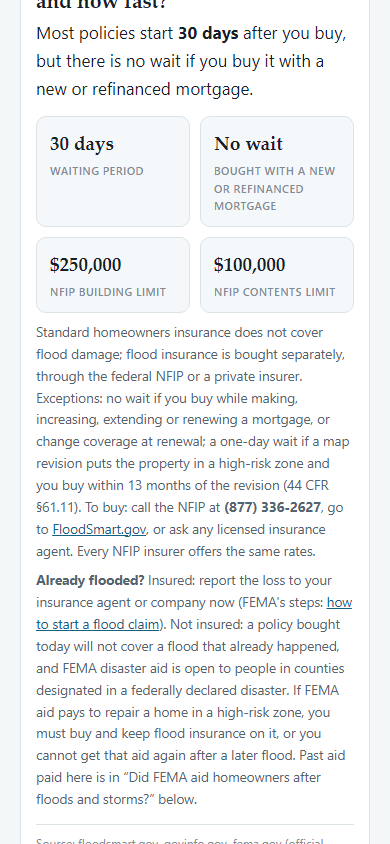 and how fast?
Most policies start 30 days after you buy,
but there is no wait if you buy it with a
new or refinanced mortgage.
30 days
WAITING PERIOD
No wait
BOUGHT WITH A NEW
OR REFINANCED
MORTGAGE
$250,000
NFIP BUILDING LIMIT
$100,000
NFIP CONTENTS LIMIT
Standard homeowners insurance does not cover
flood damage; flood insurance is bought separately,
through the federal NFIP or a private insurer.
Exceptions: no wait if you buy while making,
increasing, extending or renewing a mortgage, or
change coverage at renewal; a one-day wait if a map
revision puts the property in a high-risk zone and
you buy within 13 months of the revision (44 CFR
§61.11). To buy: call the NFIP at (877) 336-2627, go
to FloodSmart.gov, or ask any licensed insurance
agent. Every NFIP insurer offers the same rates.
Already flooded? Insured: report the loss to your
insurance agent or company now (FEMA's steps: how
to start a flood claim). Not insured: a policy bought
today will not cover a flood that already happened,
and FEMA disaster aid is open to people in counties
designated in a federally declared disaster. If FEMA
aid pays to repair a home in a high-risk zone, you
must buy and keep flood insurance on it, or you
cannot get that aid again after a later flood. Past aid
paid here is in “Did FEMA aid homeowners after
floods and storms?” below.
Source: floodsmart.gov, govinfo.gov, fema.gov (official